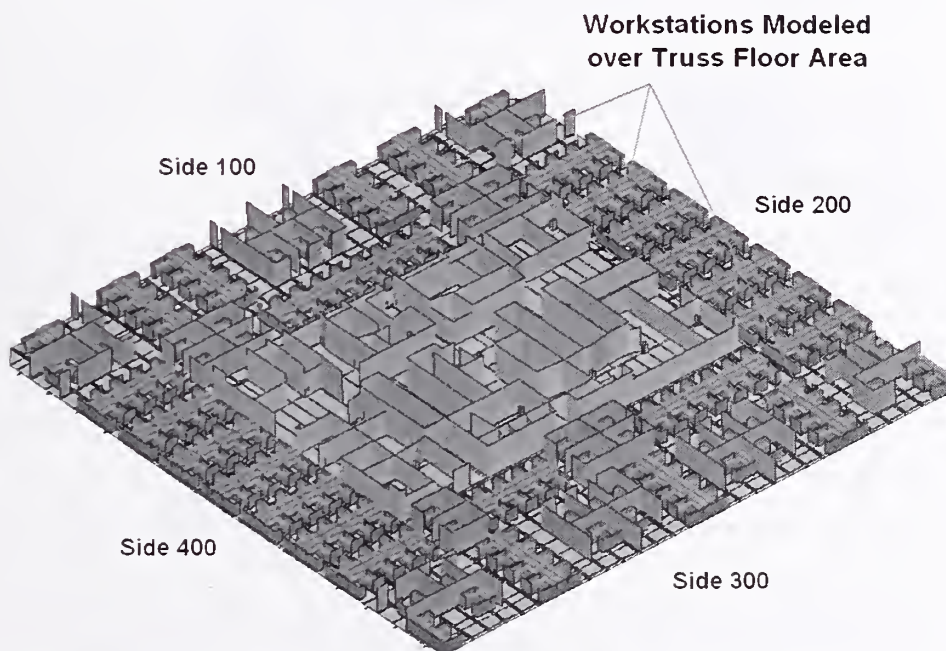 Workstations Modeled
over Truss Floor Area
Side 100
Side 200
Side 400
Side 300